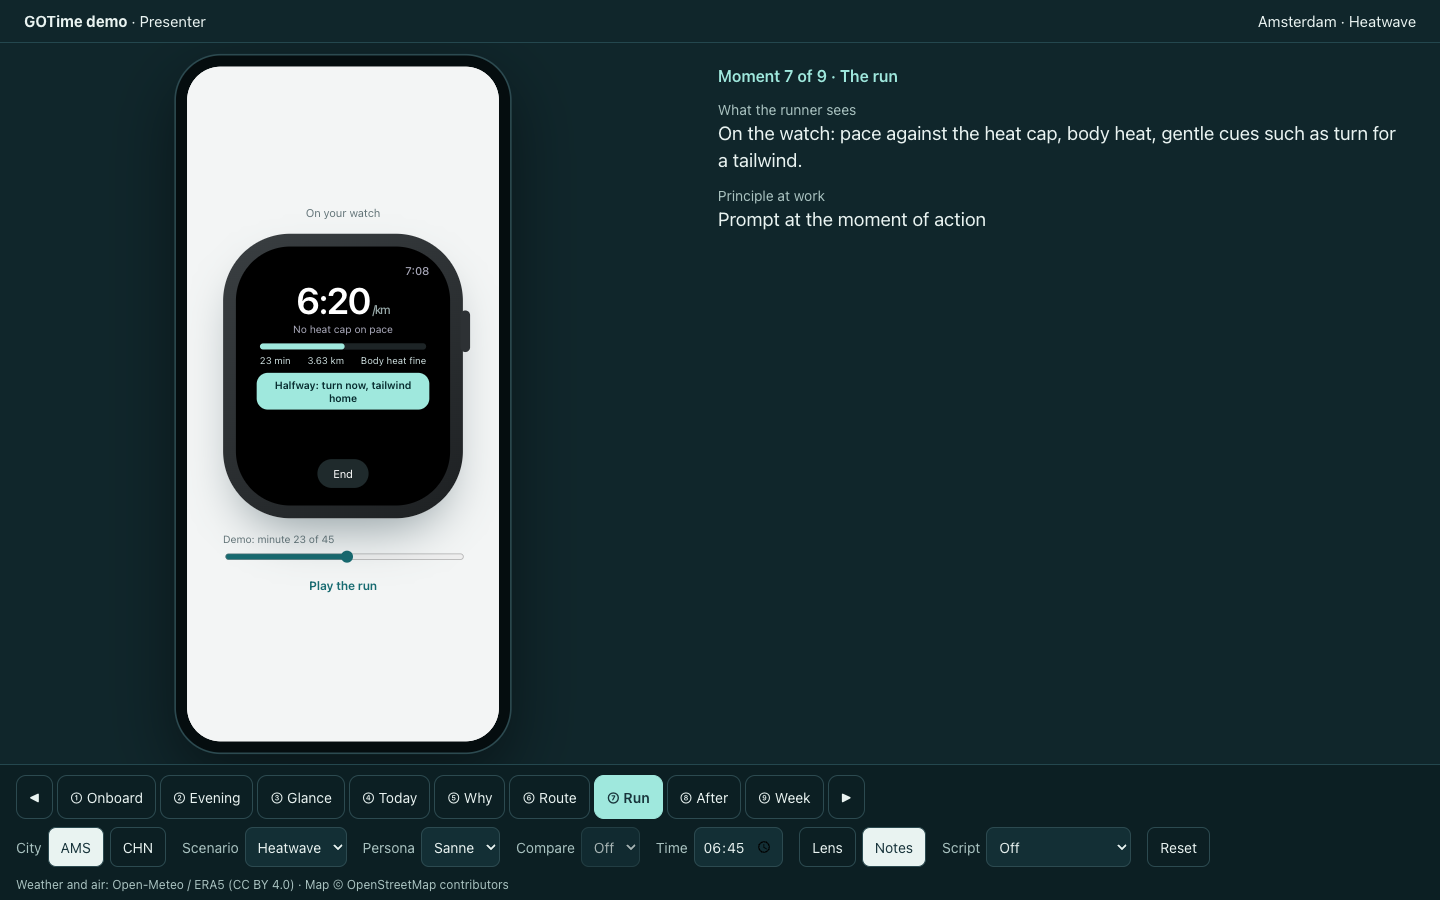 GOTime demo · Presenter
Amsterdam · Heatwave
On your watch
7:08
6:20/km
No heat cap on pace
23 min 3.63 km Body heat fine
Halfway: turn now, tailwind
home
End
Demo: minute 23 of 45
Play the run
Moment 7 of 9 · The run
What the runner sees
On the watch: pace against the heat cap, body heat, gentle cues such as turn for
a tailwind.
Principle at work
Prompt at the moment of action
◀ ① Onboard ② Evening ③ Glance ④ Today ⑤ Why ⑥ Route ⑦ Run ⑧ After ⑨ Week ▶
City AMS CHN Scenario Heatwave Persona Sanne Compare Off Time 06:45 Lens Notes Script Off Reset
Weather and air: Open-Meteo / ERA5 (CC BY 4.0) · Map © OpenStreetMap contributors